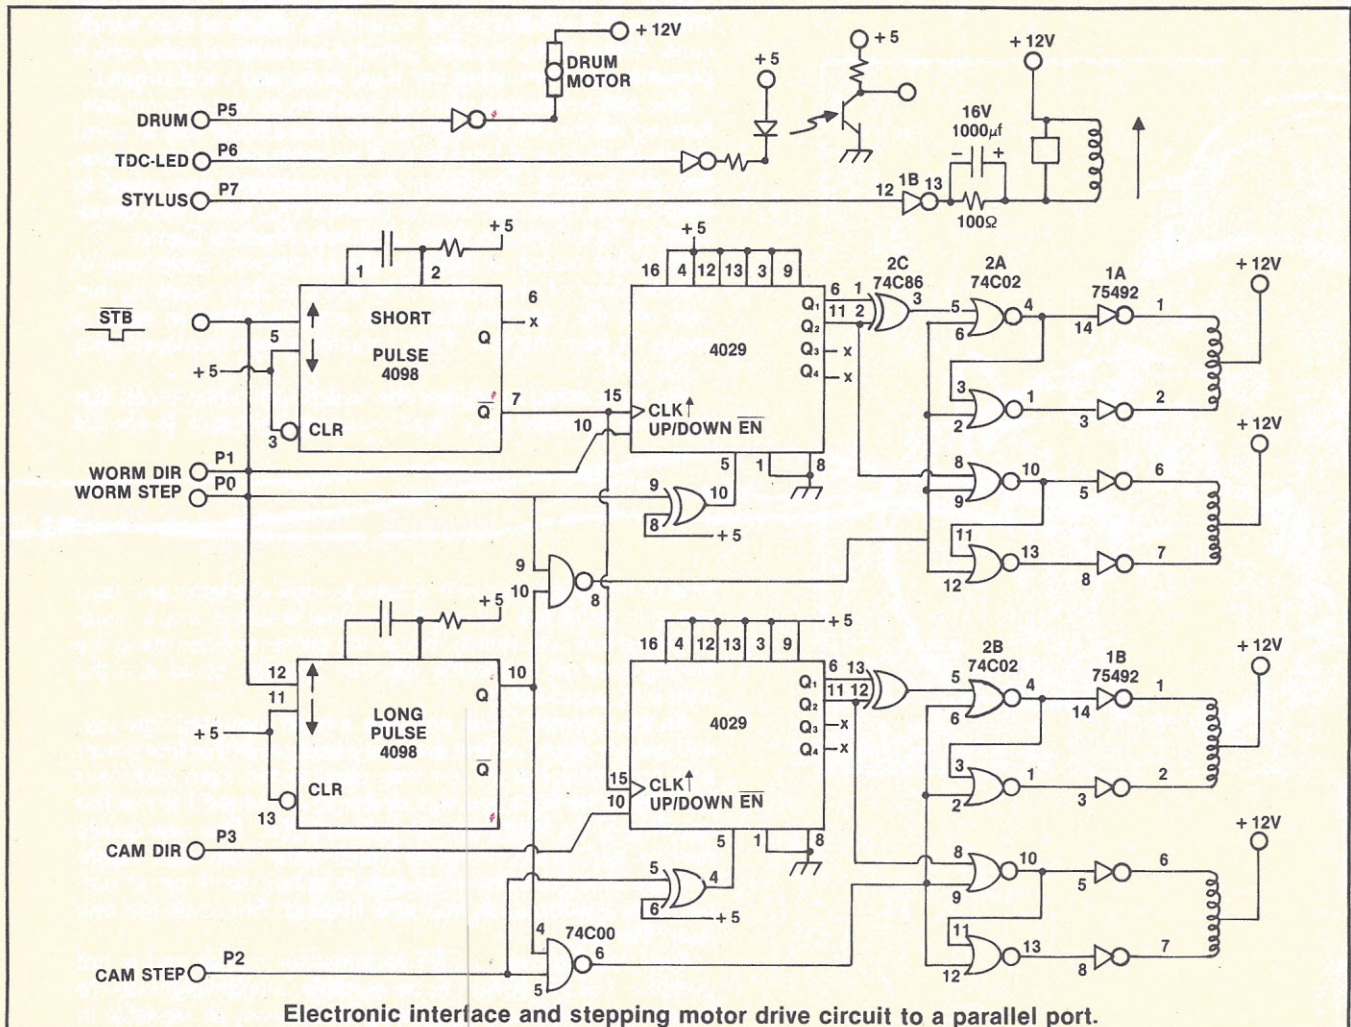 + 12V
DRUM
MOTOR
DRUM P5
+ 5
+ 5
+ 12V
TDC-LED P6
16V
1000μf
− +
STYLUS P7
12 1B 13
100Ω
+ 5
1 2
STB
5
+ 5
3
SHORT
PULSE
4098
6
x
Q
Q
7
CLR
+ 5
16 4 12 13 3 9
4029
Q1 6
Q2 11
Q3 x
Q4 x
15
10
CLK↑
UP/DOWN EN
5 1 8
1
2
2C
74C86
3
2A
74C02
5
6
4
1A
75492
14
1
+ 12V
3
2
1
3
2
WORM DIR P1
WORM STEP P0
9
8
10
+ 5
8
9
10
5
6
+ 12V
11
12
13
8
7
9
10
8
+ 5
12
11
+ 5
13
LONG
PULSE
4098
10
Q
Q
CLR
+ 5
16 4 12 13 3 9
4029
Q1 6
Q2 11
Q3 x
Q4 x
15
10
CLK↑
UP/DOWN EN
5 1 8
13
12
2B
74C02
5
6
4
1B
75492
14
1
+ 12V
3
2
1
3
2
CAM DIR P3
5
6
4
+ 5
8
9
10
5
6
+ 12V
11
12
13
8
7
CAM STEP P2
4
5
74C00
6
Electronic interface and stepping motor drive circuit to a parallel port.